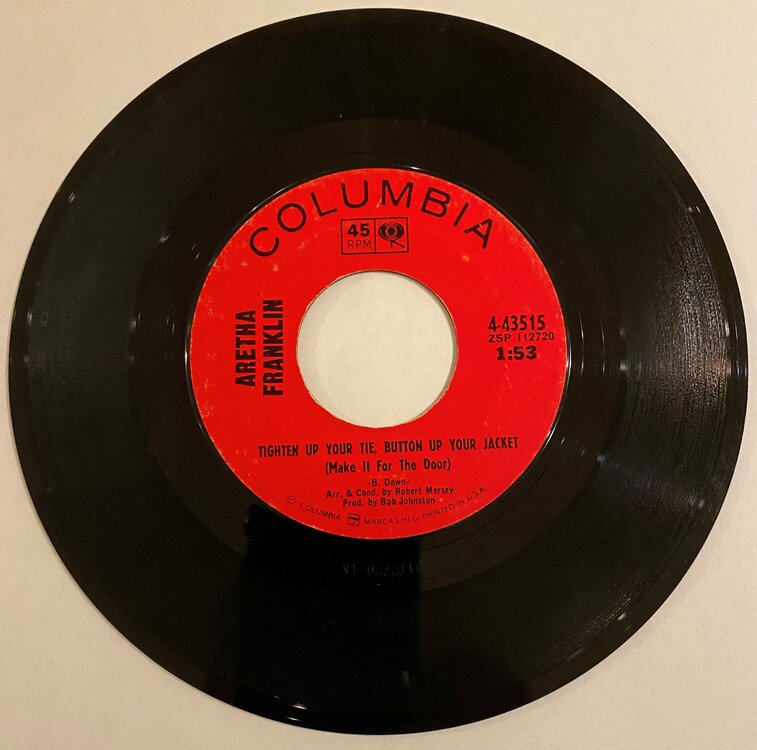 COLUMBIA
45
RPM
ARETHA
FRANKLIN
4-43515
ZSP 112720
1:53
TIGHTEN UP YOUR TIE, BUTTON UP YOUR JACKET
(Make It For The Door)
-B. Dawn-
Arr. & Cond. by Robert Mersey
Prod. by Bob Johnston
© COLUMBIA MARCAS REG. PRINTED IN U.S.A.